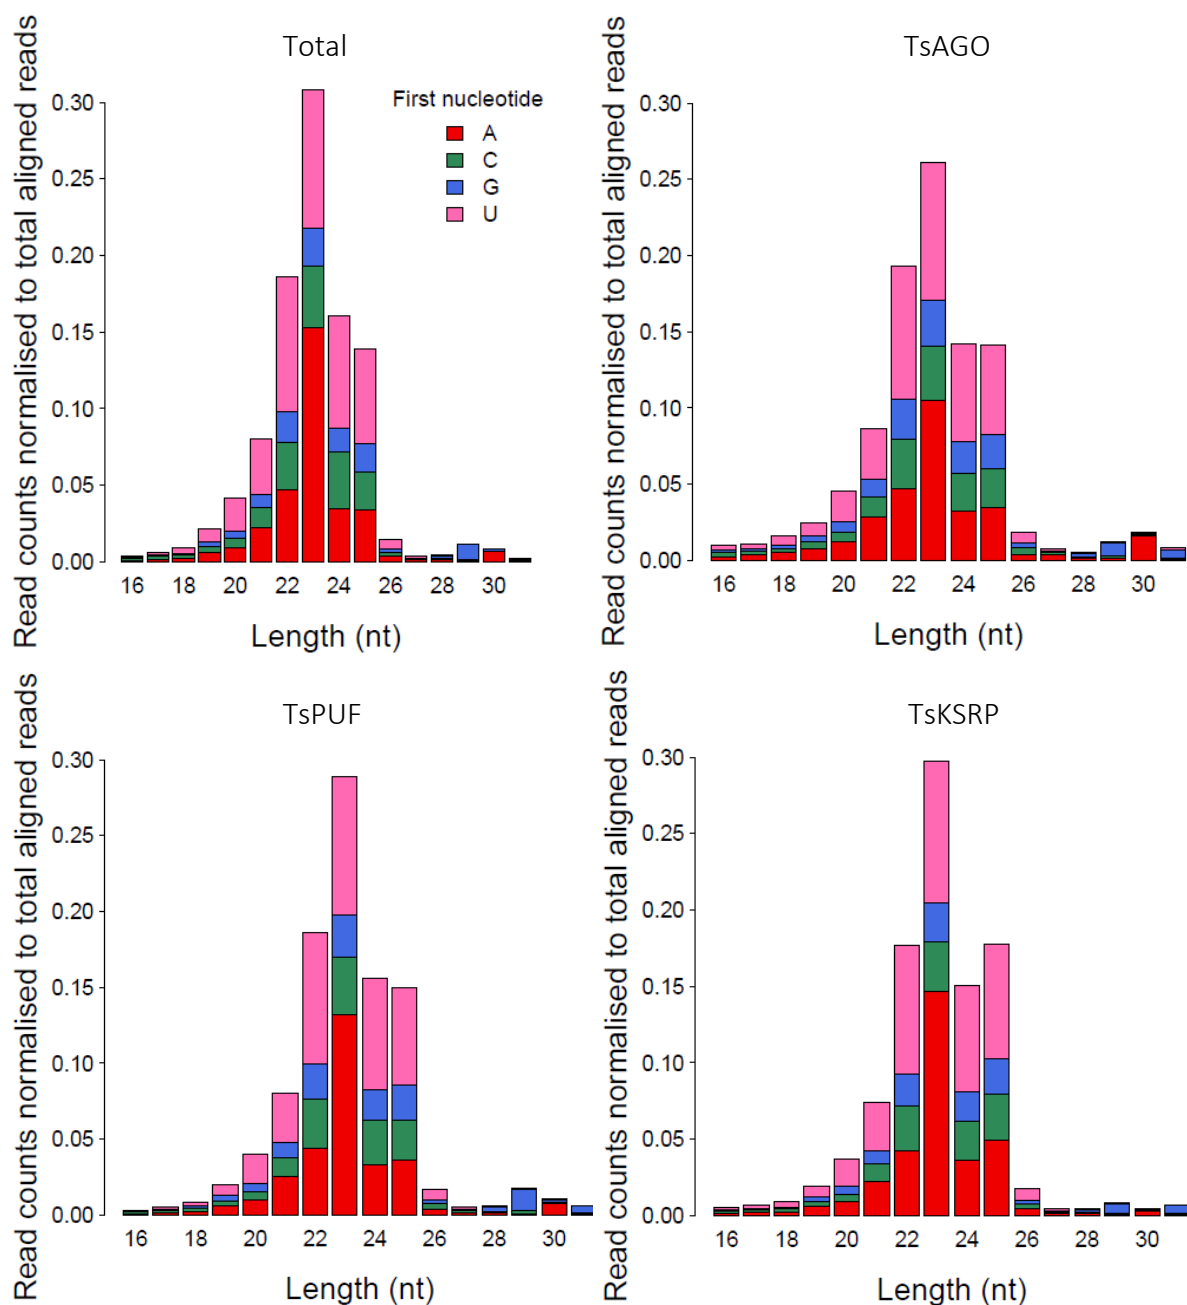 Total
Read counts normalised to total aligned reads
0.30
0.25
0.20
0.15
0.10
0.05
0.00
First nucleotide
A
C
G
U
16 18 20 22 24 26 30
Length (nt)
TsAGO
Read counts normalised to total aligned reads
0.30
0.25
0.20
0.15
0.10
0.05
0.00
16 18 20 22 24 26 28 30
Length (nt)
TsPUF
Read counts normalised to total aligned reads
0.30
0.25
0.20
0.15
0.10
0.05
0.00
16 18 20 22 24 26 28 30
Length (nt)
TsKSRP
Read counts normalised to total aligned reads
0.30
0.25
0.20
0.15
0.10
0.05
0.00
16 18 20 22 24 26 28 30
Length (nt)